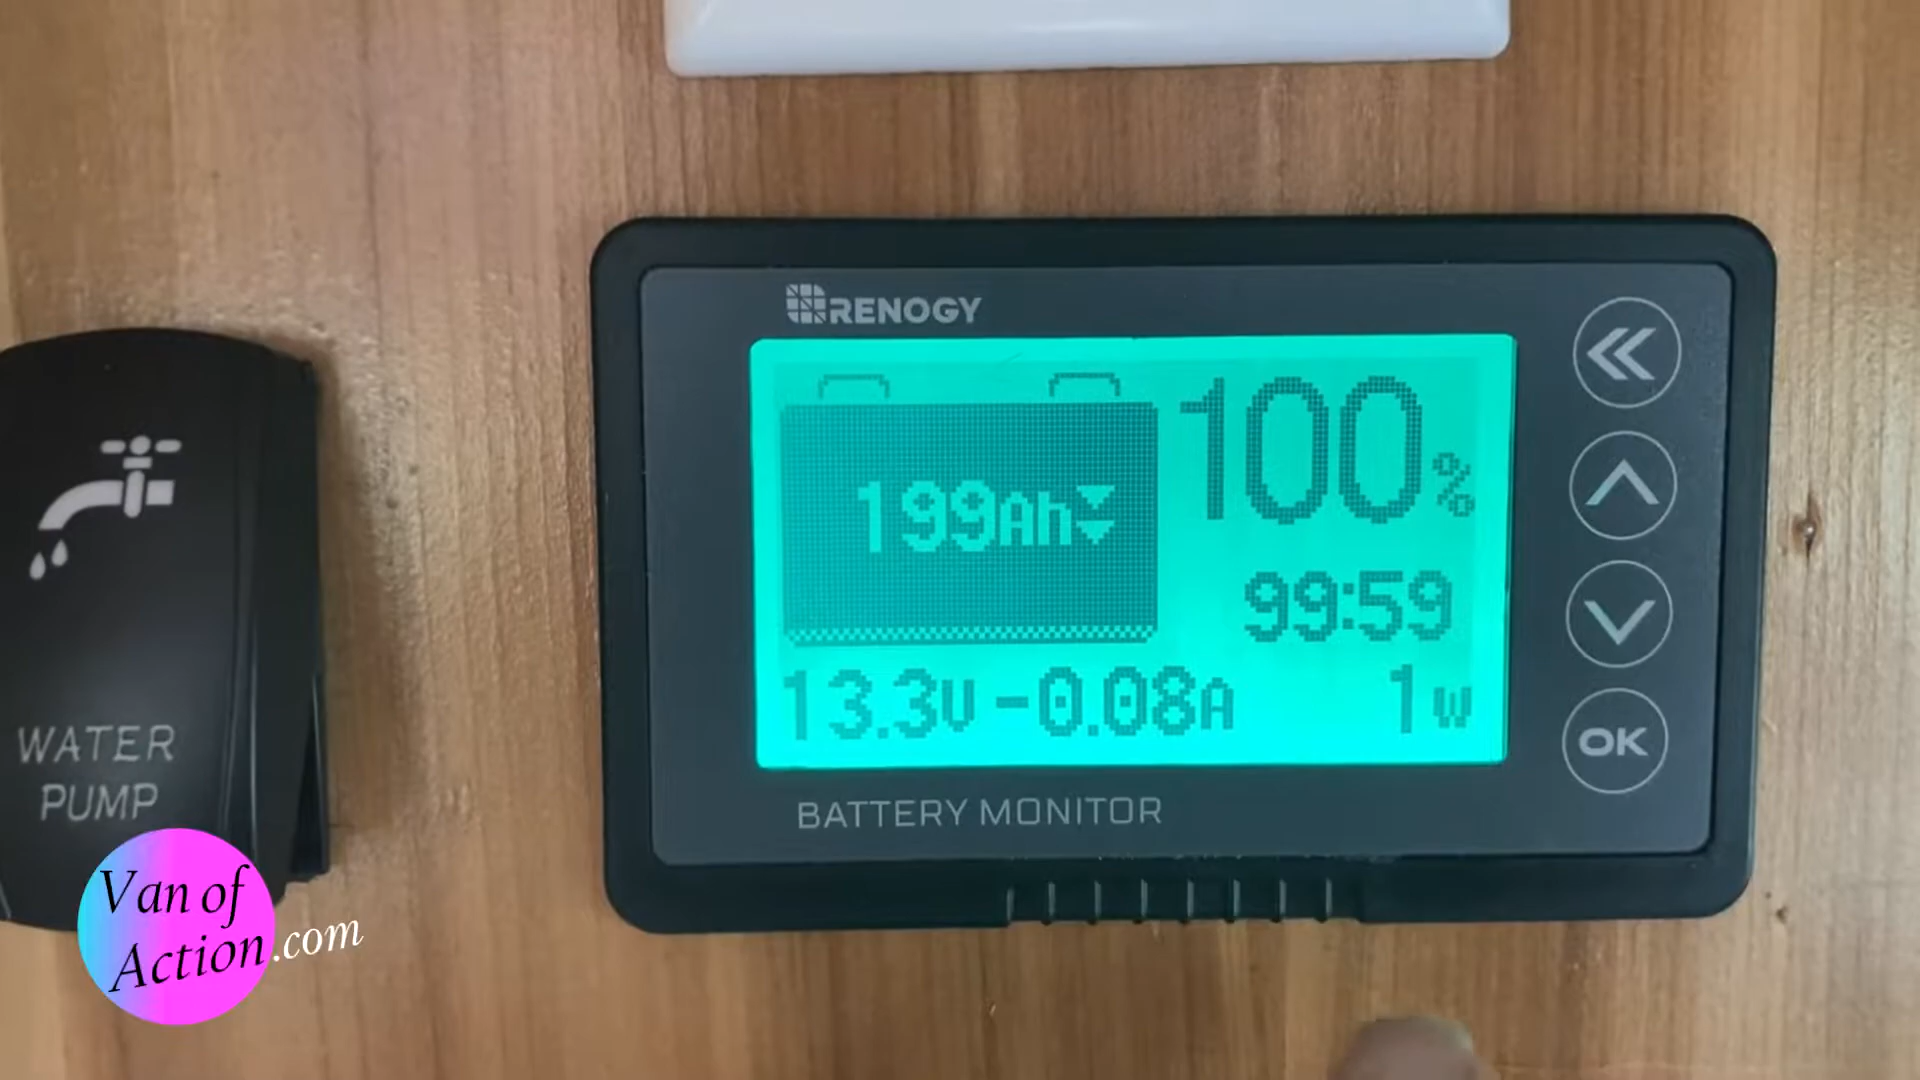 RENOGY
199Ah
100%
99:59
13.3V -0.08A 1W
OK
BATTERY MONITOR
WATER
PUMP
Van of
Action.com